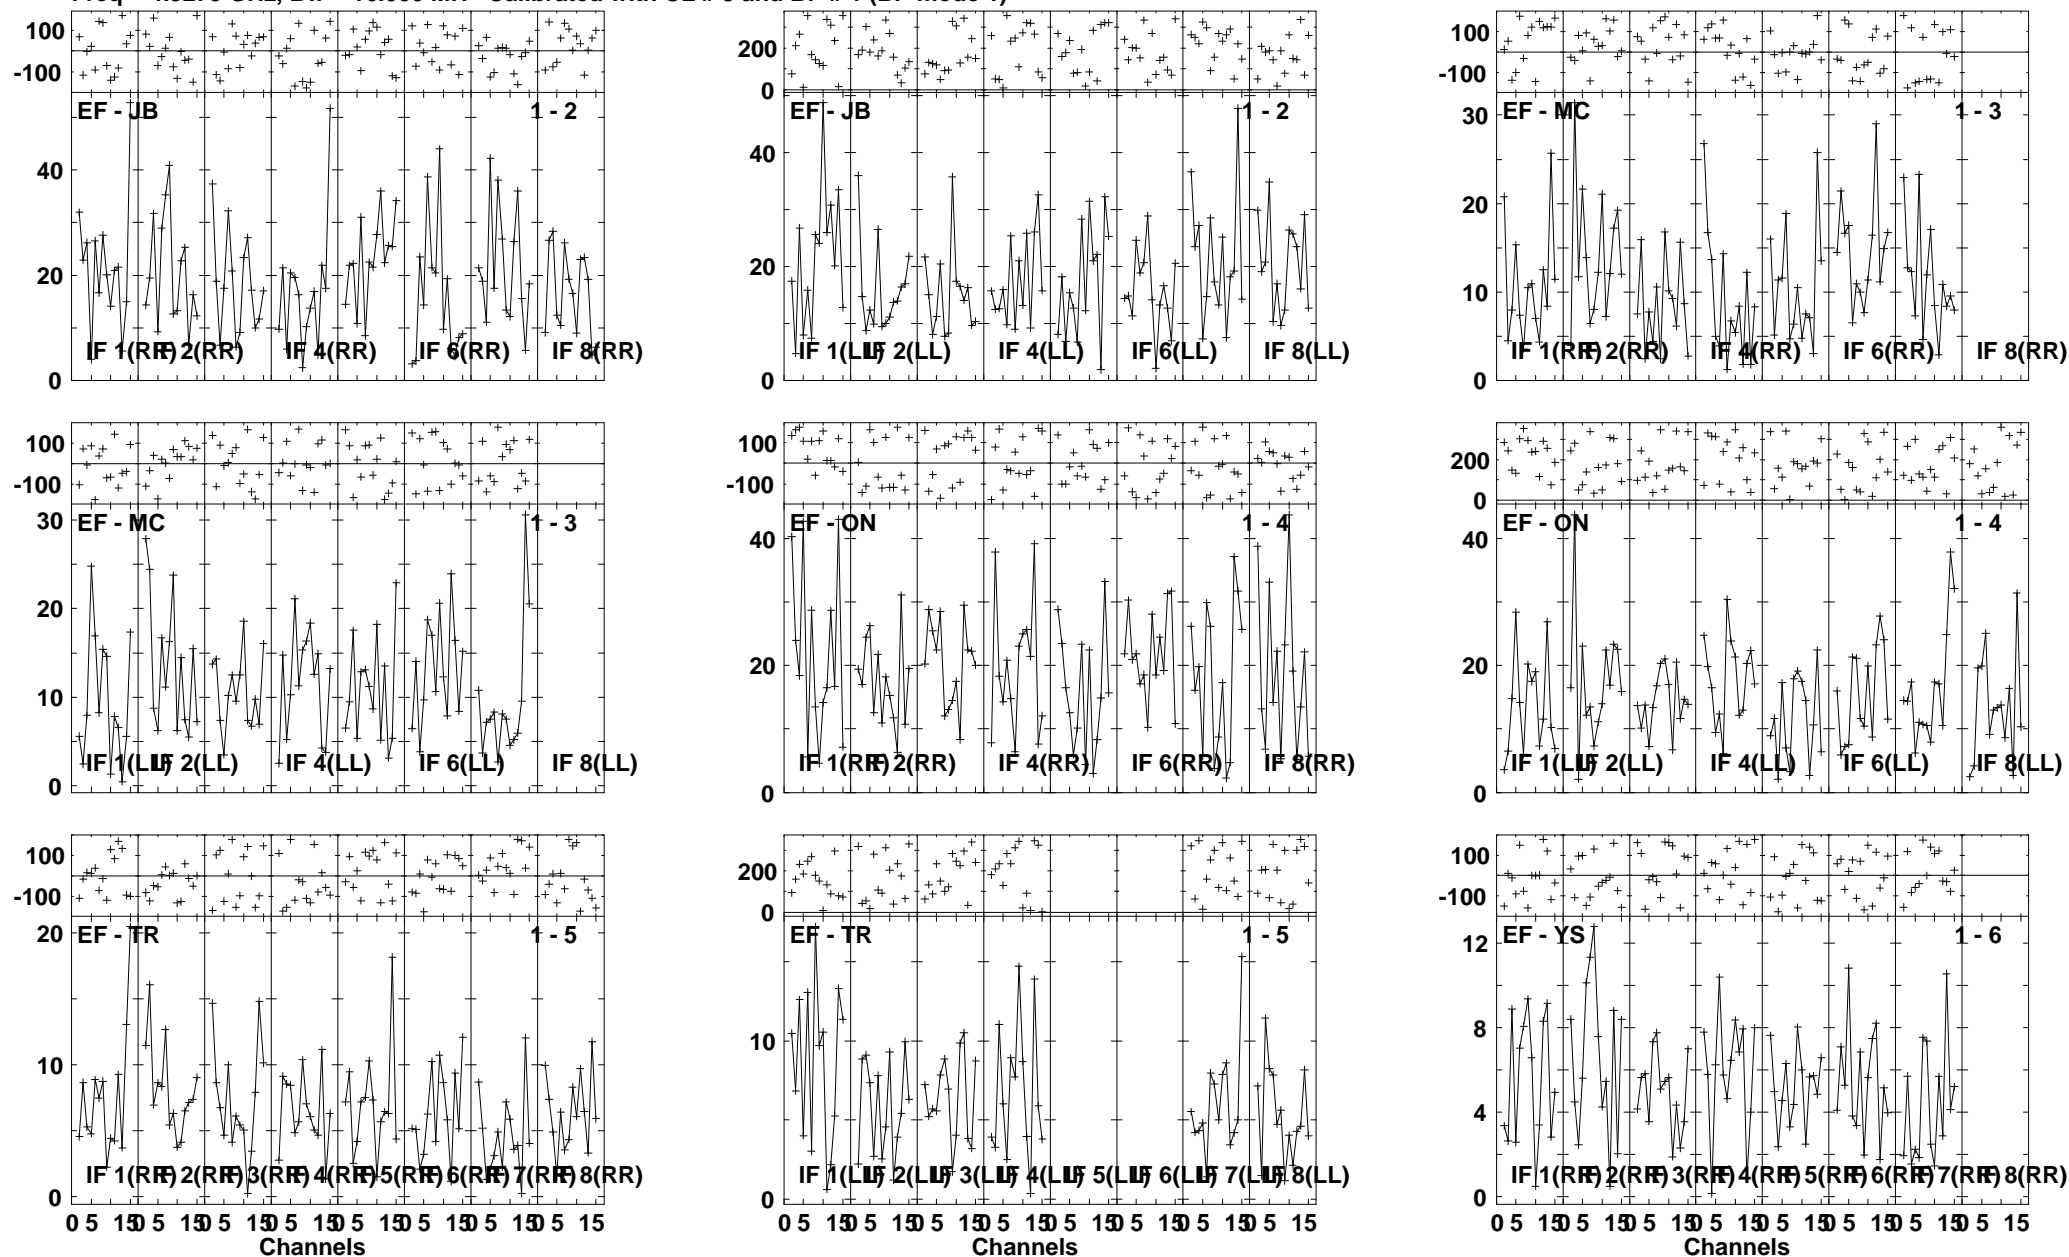 100
-100
EF - JB 1 - 2
40
20
0
IF 1(RR) IF 2(RR) IF 4(RR) IF 6(RR) IF 8(RR)
200
0
EF - JB 1 - 2
40
20
0
IF 1(LL) IF 2(LL) IF 4(LL) IF 6(LL) IF 8(LL)
100
-100
EF - MC 1 - 3
30
20
10
0
IF 1(RR) IF 2(RR) IF 4(RR) IF 6(RR) IF 8(RR)
100
-100
EF - MC 1 - 3
30
20
10
0
IF 1(LL) IF 2(LL) IF 4(LL) IF 6(LL) IF 8(LL)
100
-100
EF - ON 1 - 4
40
20
0
IF 1(RR) IF 2(RR) IF 4(RR) IF 6(RR) IF 8(RR)
200
0
EF - ON 1 - 4
40
20
0
IF 1(LL) IF 2(LL) IF 4(LL) IF 6(LL) IF 8(LL)
100
-100
EF - TR 1 - 5
20
10
0
IF 1(RR) IF 2(RR) IF 3(RR) IF 4(RR) IF 5(RR) IF 6(RR) IF 7(RR) IF 8(RR)
0 5 15 0 5 15 0 5 15 0 5 15 0 5 15 0 5 15 0 5 15 0 5 15
Channels
200
0
EF - TR 1 - 5
10
0
IF 1(LL) IF 2(LL) IF 3(LL) IF 4(LL) IF 5(LL) IF 6(LL) IF 7(LL) IF 8(LL)
0 5 15 0 5 15 0 5 15 0 5 15 0 5 15 0 5 15 0 5 15 0 5 15
Channels
100
-100
EF - YS 1 - 6
12
8
4
0
IF 1(RR) IF 2(RR) IF 3(RR) IF 4(RR) IF 5(RR) IF 6(RR) IF 7(RR) IF 8(RR)
0 5 15 0 5 15 0 5 15 0 5 15 0 5 15 0 5 15 0 5 15 0 5 15
Channels